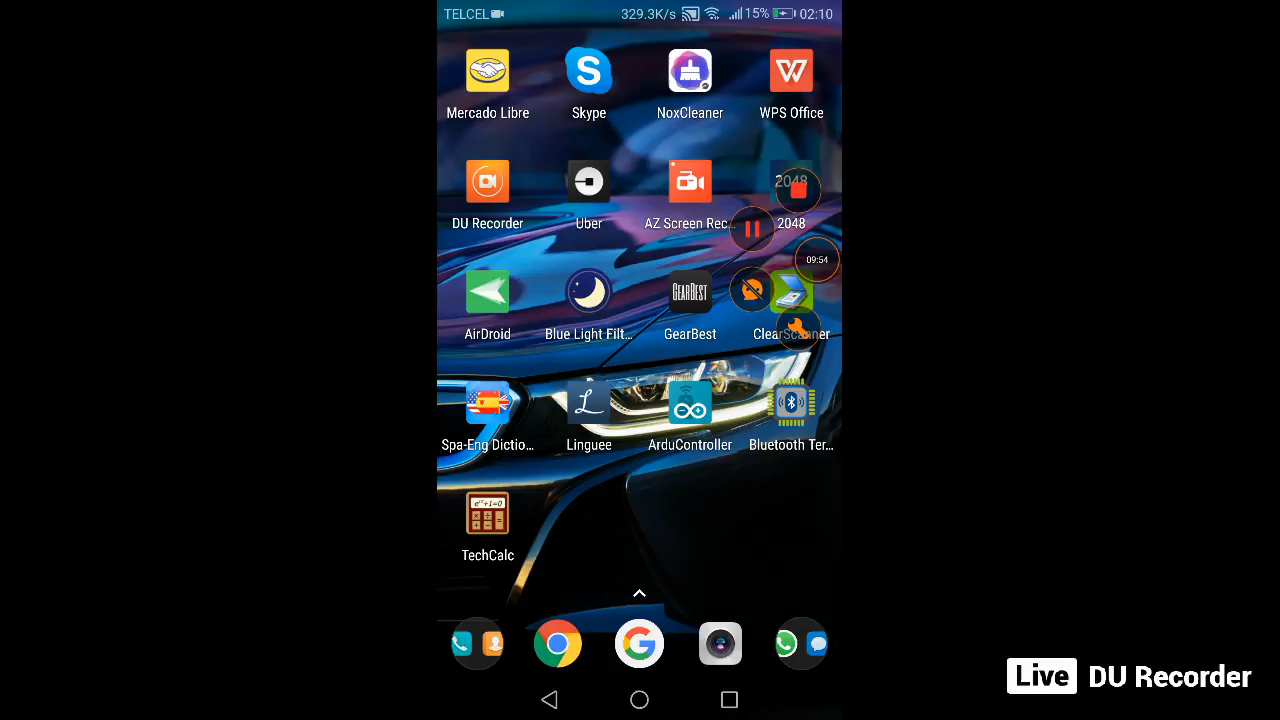 TELCEL 329.3K/s 15% 02:10
Mercado Libre Skype NoxCleaner WPS Office
2048
DU Recorder Uber AZ Screen Rec... 2048
09:54
GEARBEST
AirDroid Blue Light Filt... GearBest ClearScanner
L
Spa-Eng Dictio... Linguee ArduController Bluetooth Ter...
TechCalc
Live DU Recorder